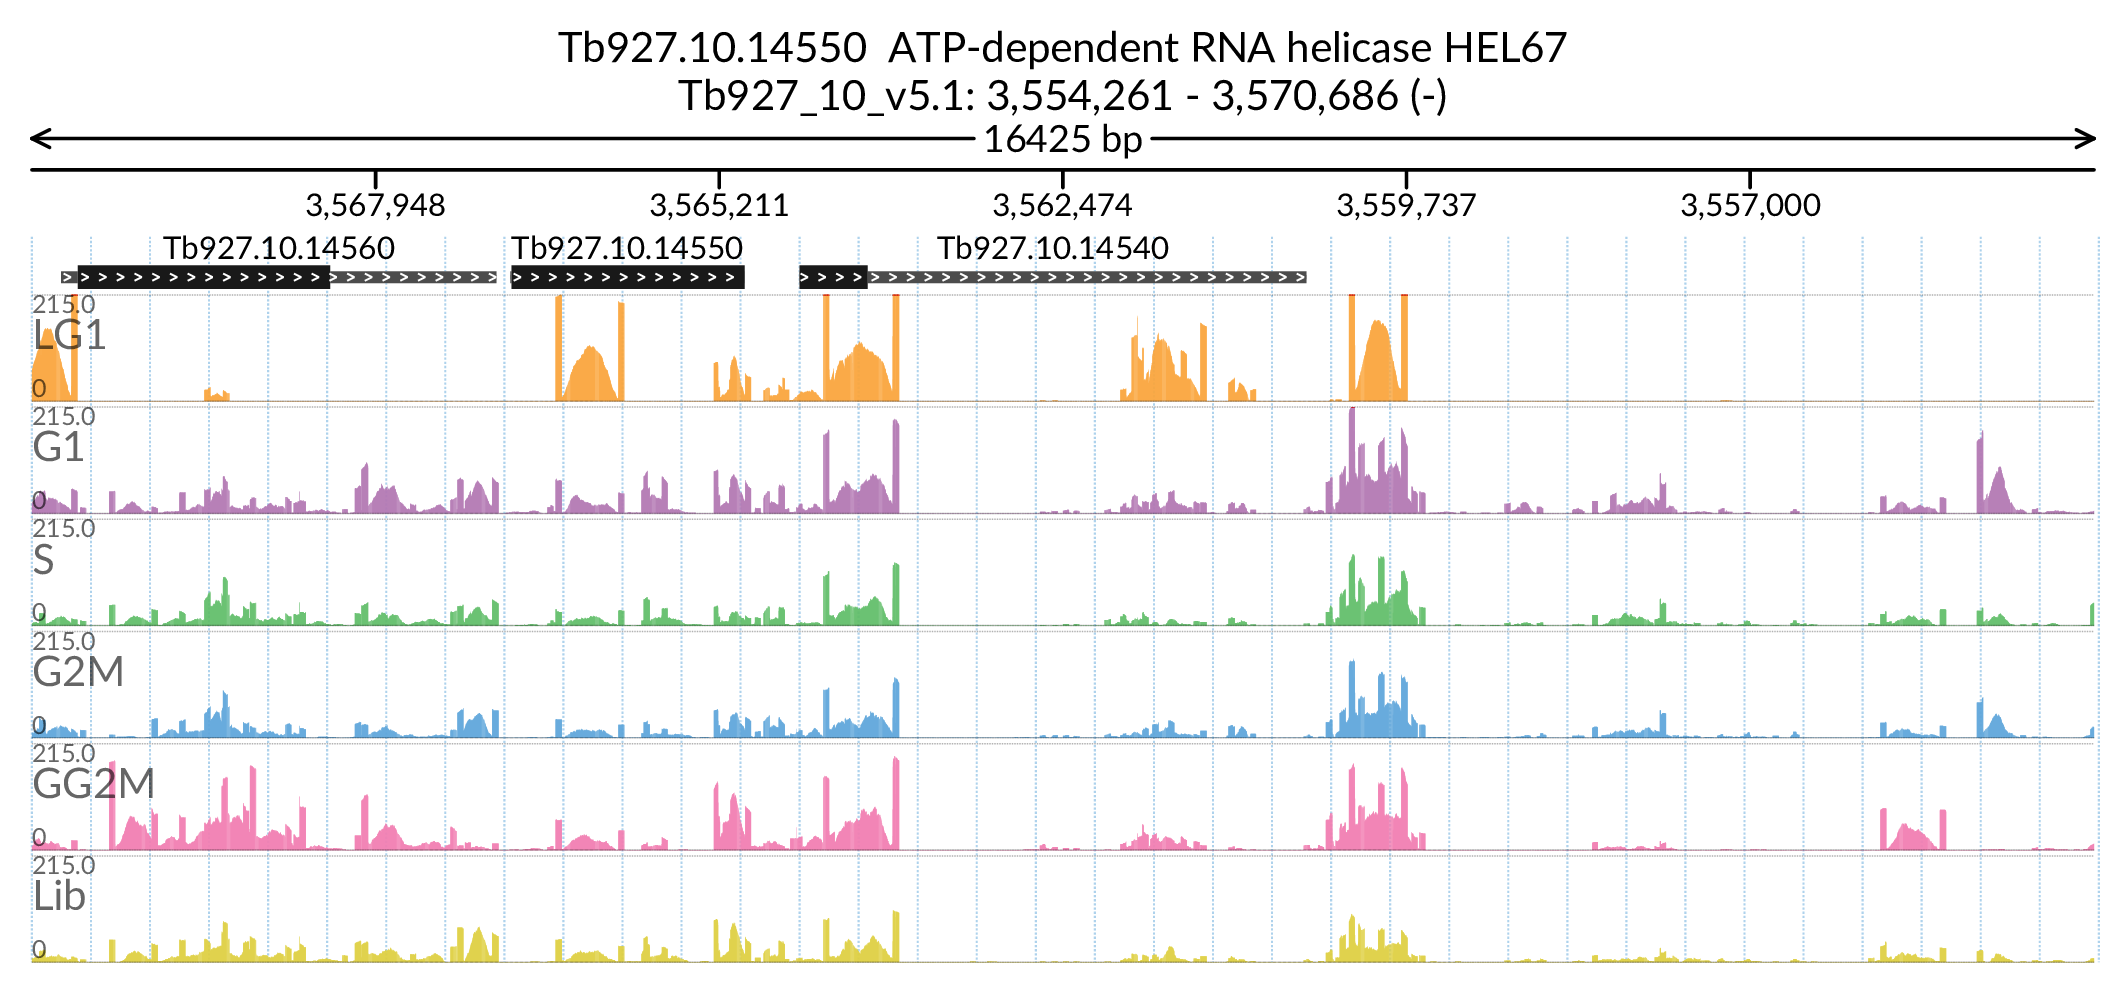 Tb927.10.14550  ATP-dependent RNA helicase HEL67
Tb927_10_v5.1: 3,554,261 - 3,570,686 (-)
16425 bp
3,567,948 3,565,211 3,562,474 3,559,737 3,557,000
Tb927.10.14560 Tb927.10.14550 Tb927.10.14540
215.0
LG1
0
215.0
G1
0
215.0
S
0
215.0
G2M
0
215.0
GG2M
0
215.0
Lib
0